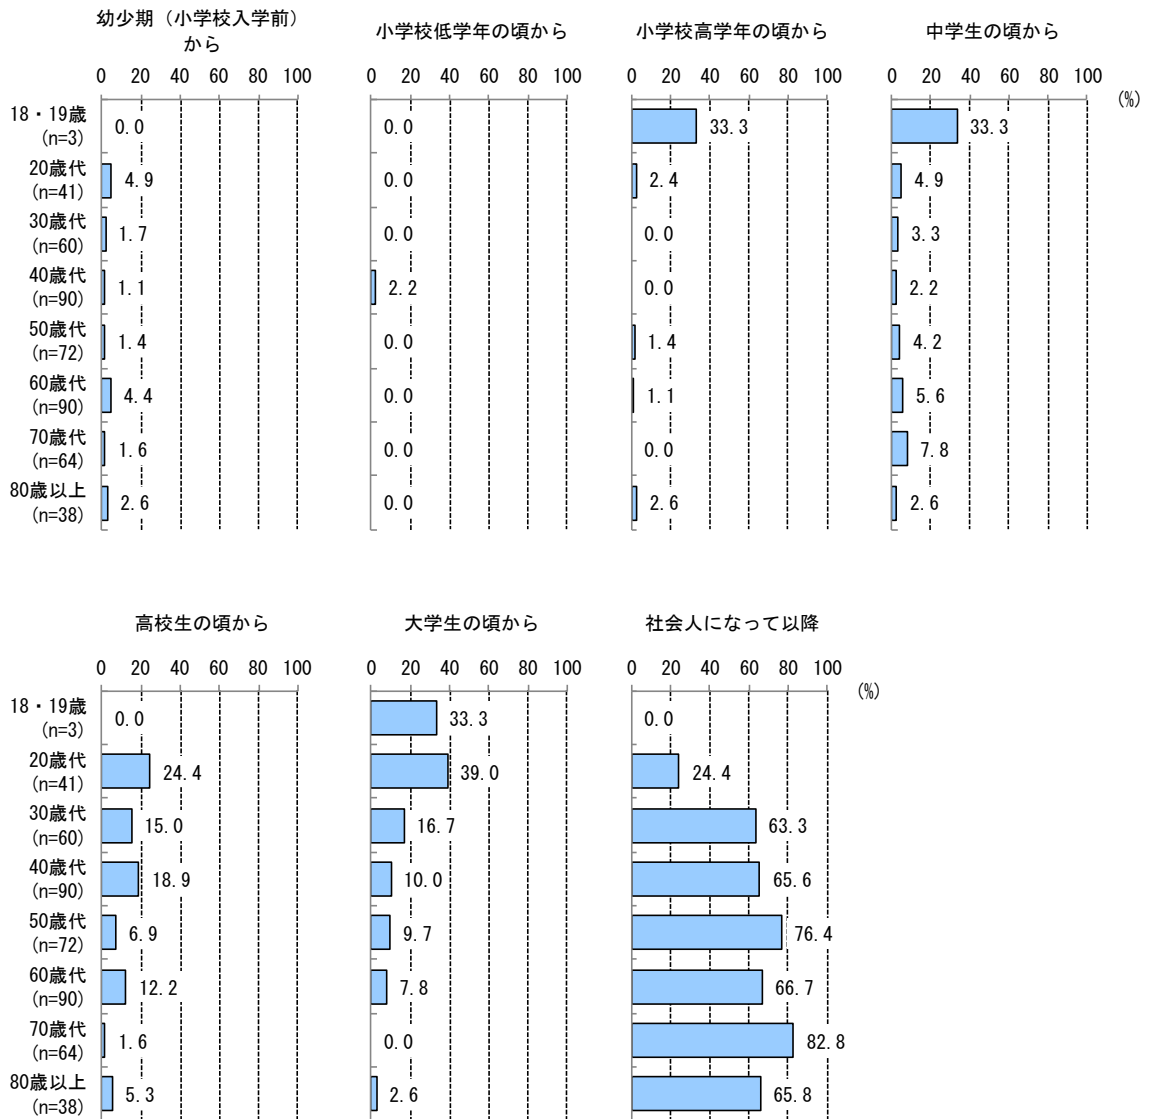 幼少期（小学校入学前）
から
小学校低学年の頃から
小学校高学年の頃から
中学生の頃から
0 20 40 60 80 100
0 20 40 60 80 100
0 20 40 60 80 100
0 20 40 60 80 100
(%)
18・19歳
(n=3)
0.0
0.0
33.3
33.3
20歳代
(n=41)
4.9
0.0
2.4
4.9
30歳代
(n=60)
1.7
0.0
0.0
3.3
40歳代
(n=90)
1.1
2.2
0.0
2.2
50歳代
(n=72)
1.4
0.0
1.4
4.2
60歳代
(n=90)
4.4
0.0
1.1
5.6
70歳代
(n=64)
1.6
0.0
0.0
7.8
80歳以上
(n=38)
2.6
0.0
2.6
2.6
高校生の頃から
大学生の頃から
社会人になって以降
0 20 40 60 80 100
0 20 40 60 80 100
0 20 40 60 80 100
(%)
18・19歳
(n=3)
0.0
33.3
0.0
20歳代
(n=41)
24.4
39.0
24.4
30歳代
(n=60)
15.0
16.7
63.3
40歳代
(n=90)
18.9
10.0
65.6
50歳代
(n=72)
6.9
9.7
76.4
60歳代
(n=90)
12.2
7.8
66.7
70歳代
(n=64)
1.6
0.0
82.8
80歳以上
(n=38)
5.3
2.6
65.8